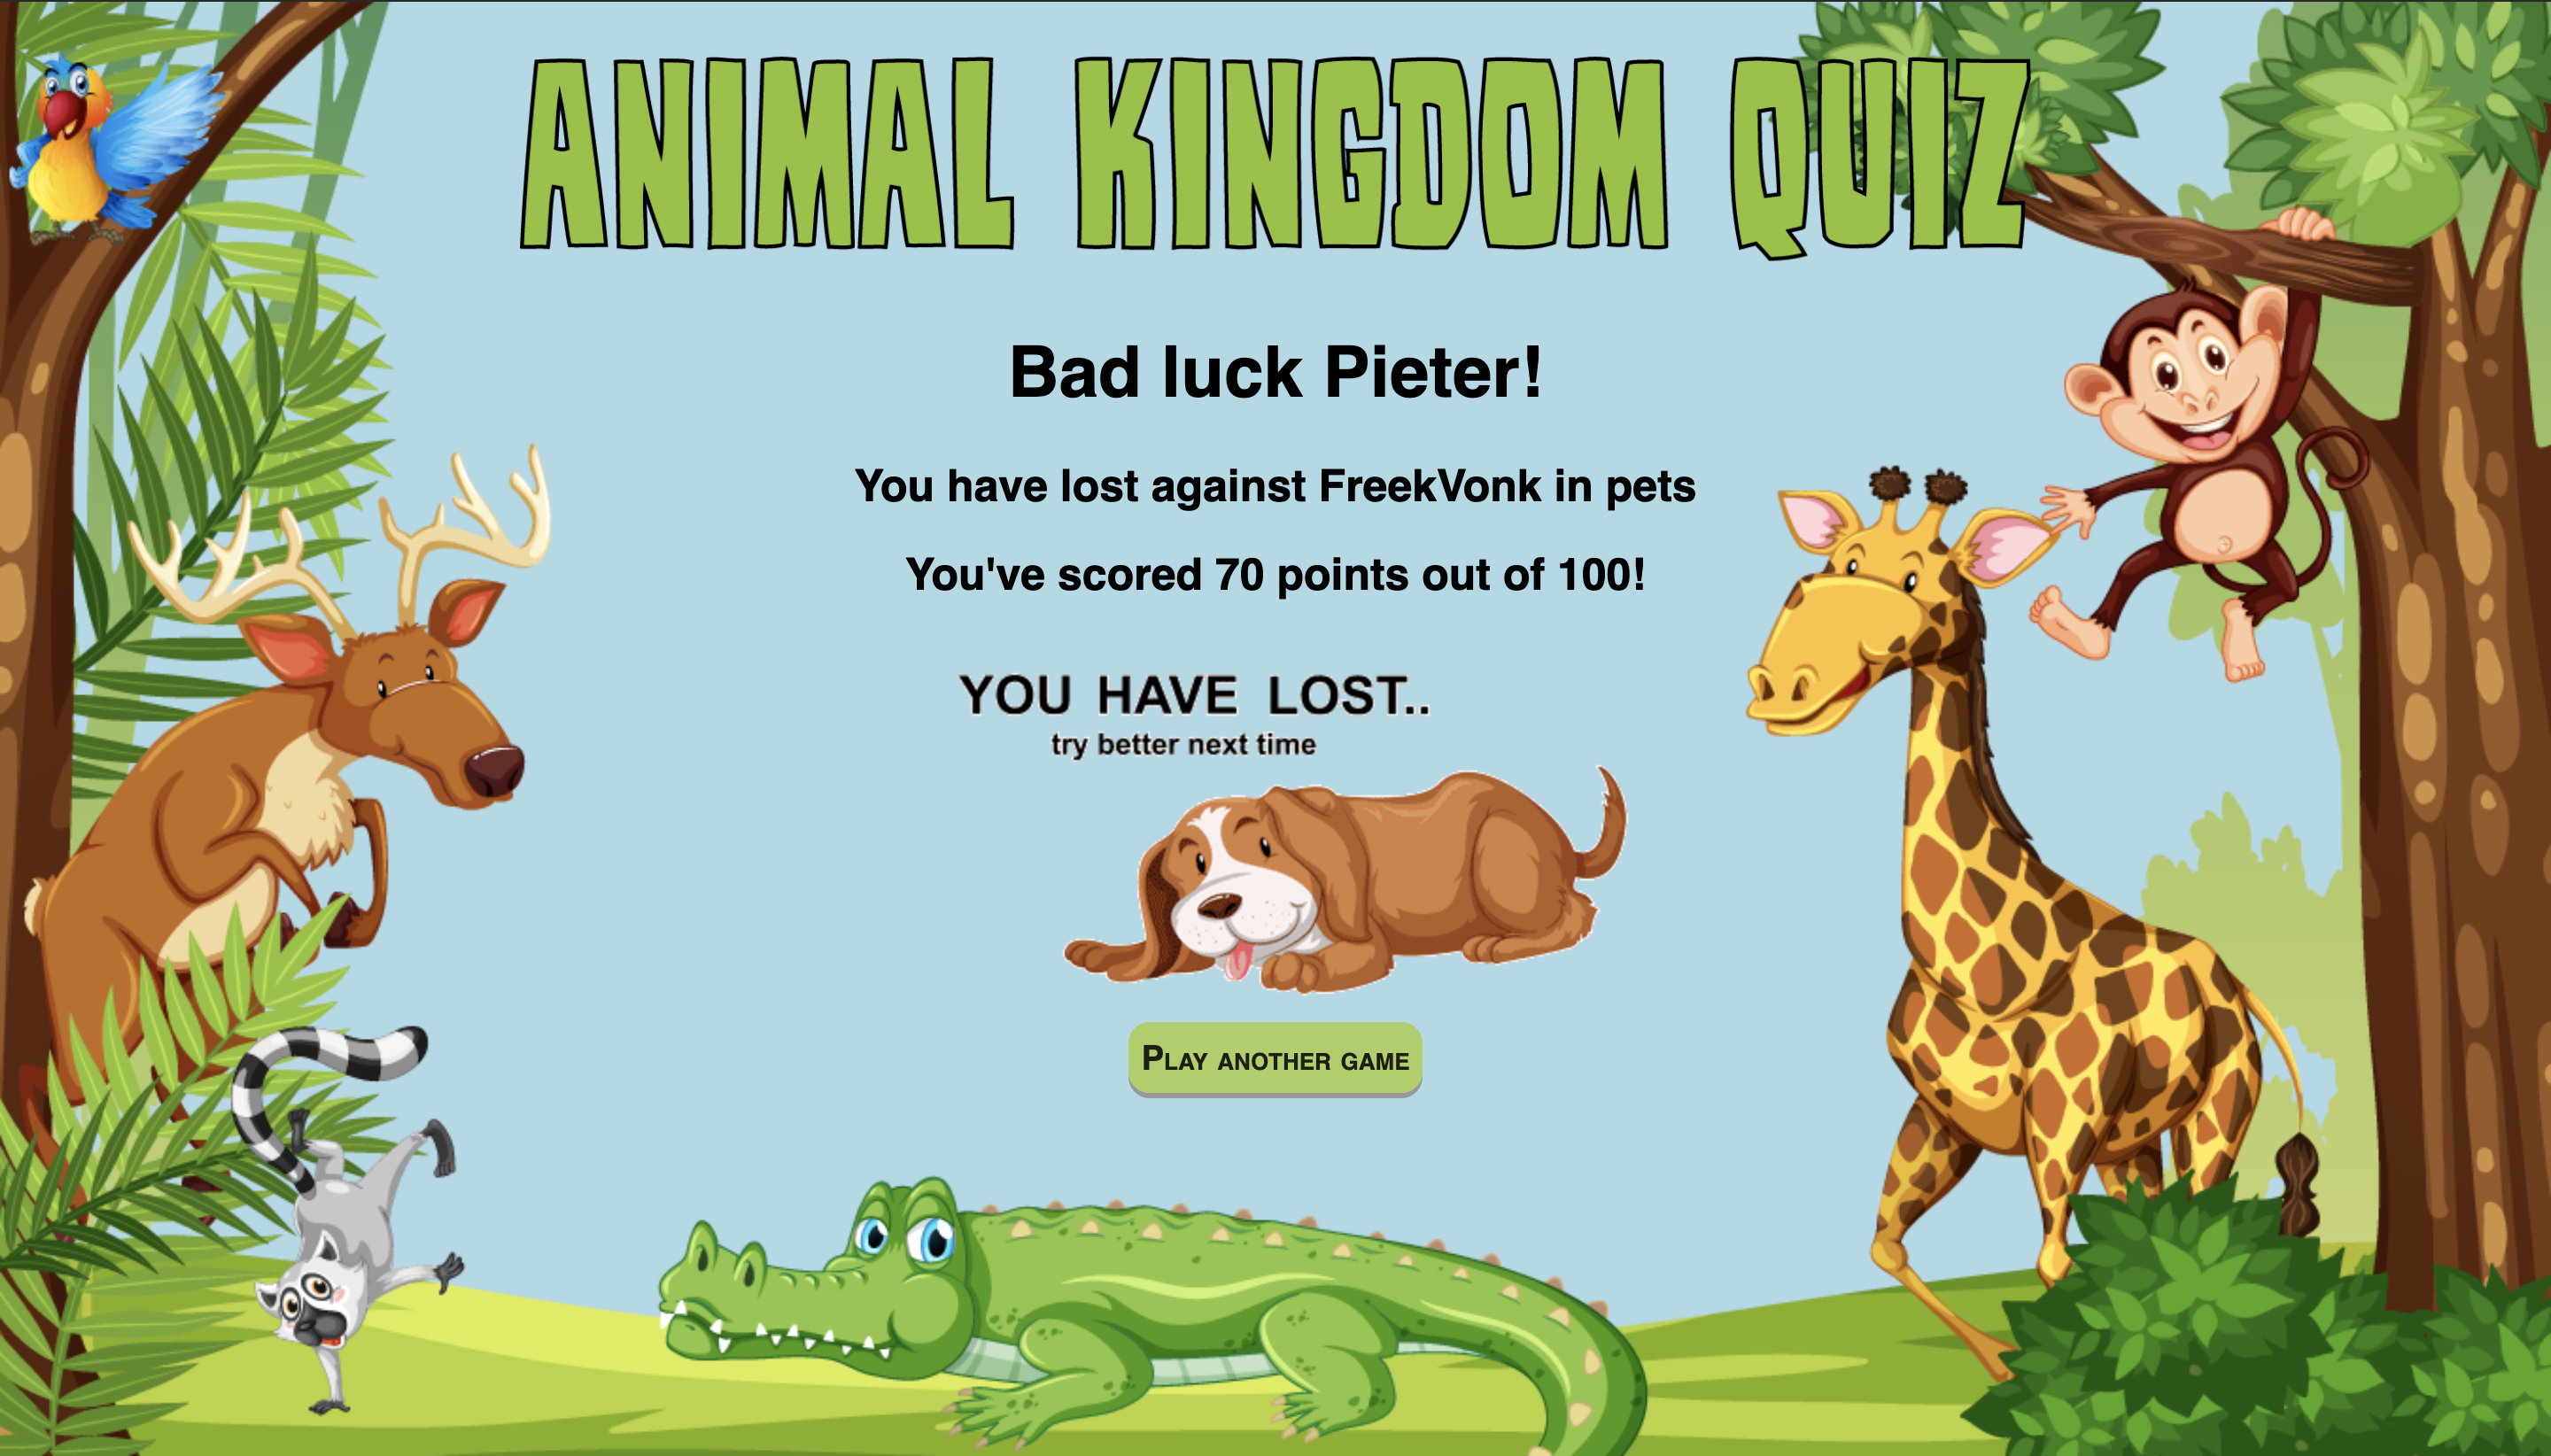 ANIMAL KINGDOM QUIZ
Bad luck Pieter!
You have lost against FreekVonk in pets
You've scored 70 points out of 100!
YOU HAVE LOST..
try better next time
Play another game